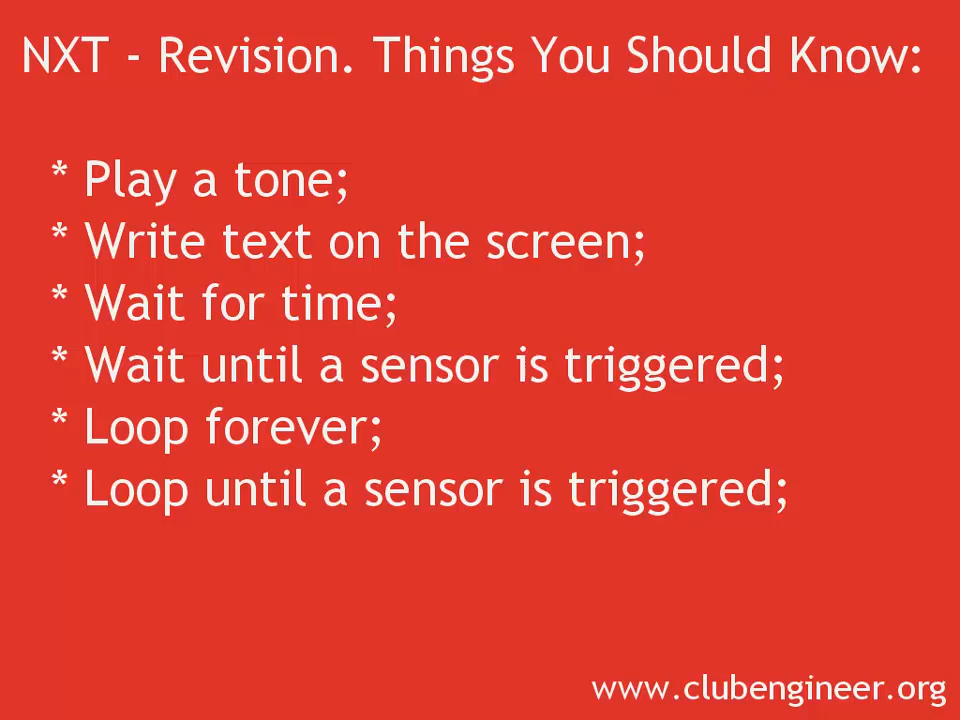 NXT - Revision. Things You Should Know:
* Play a tone;
* Write text on the screen;
* Wait for time;
* Wait until a sensor is triggered;
* Loop forever;
* Loop until a sensor is triggered;
www.clubengineer.org